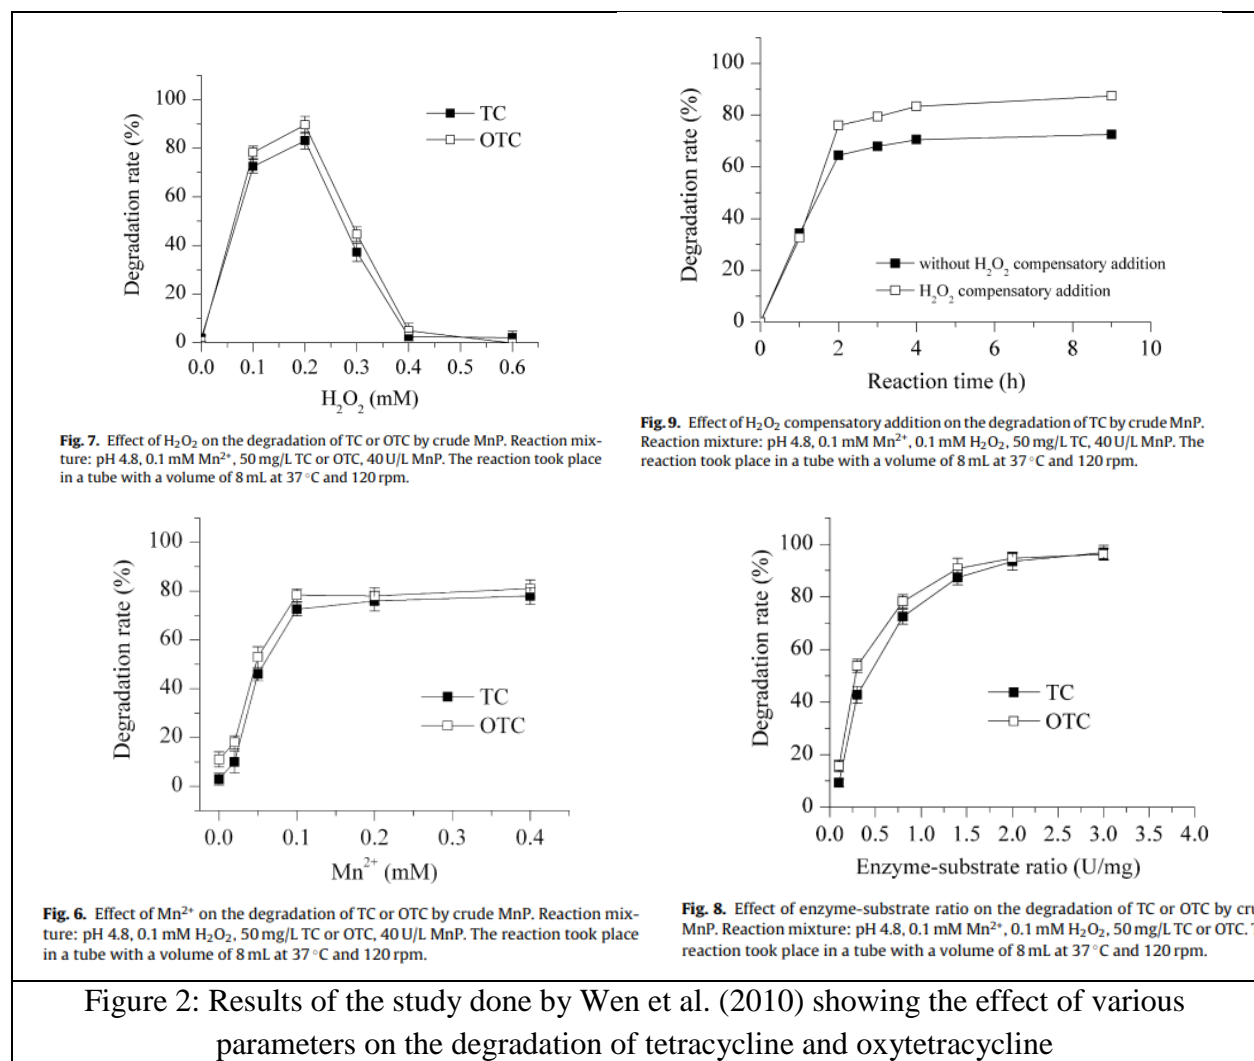 100
80
60
40
20
0
Degradation rate (%)
TC
OTC
0.0 0.1 0.2 0.3 0.4 0.5 0.6
H₂O₂ (mM)
Fig. 7. Effect of H₂O₂ on the degradation of TC or OTC by crude MnP. Reaction mix-
ture: pH 4.8, 0.1 mM Mn²⁺, 50 mg/L TC or OTC, 40 U/L MnP. The reaction took place
in a tube with a volume of 8 mL at 37 °C and 120 rpm.
100
80
60
40
20
0
Degradation rate (%)
without H₂O₂ compensatory addition
H₂O₂ compensatory addition
0 2 4 6 8 10
Reaction time (h)
Fig. 9. Effect of H₂O₂ compensatory addition on the degradation of TC by crude MnP.
Reaction mixture: pH 4.8, 0.1 mM Mn²⁺, 0.1 mM H₂O₂, 50 mg/L TC, 40 U/L MnP. The
reaction took place in a tube with a volume of 8 mL at 37 °C and 120 rpm.
100
80
60
40
20
0
Degradation rate (%)
TC
OTC
0.0 0.1 0.2 0.3 0.4
Mn²⁺ (mM)
Fig. 6. Effect of Mn²⁺ on the degradation of TC or OTC by crude MnP. Reaction mix-
ture: pH 4.8, 0.1 mM H₂O₂, 50 mg/L TC or OTC, 40 U/L MnP. The reaction took place
in a tube with a volume of 8 mL at 37 °C and 120 rpm.
100
80
60
40
20
0
Degradation rate (%)
TC
OTC
0.0 0.5 1.0 1.5 2.0 2.5 3.0 3.5 4.0
Enzyme-substrate ratio (U/mg)
Fig. 8. Effect of enzyme-substrate ratio on the degradation of TC or OTC by cru
MnP. Reaction mixture: pH 4.8, 0.1 mM Mn²⁺, 0.1 mM H₂O₂, 50 mg/L TC or OTC. T
reaction took place in a tube with a volume of 8 mL at 37 °C and 120 rpm.
Figure 2: Results of the study done by Wen et al. (2010) showing the effect of various
parameters on the degradation of tetracycline and oxytetracycline